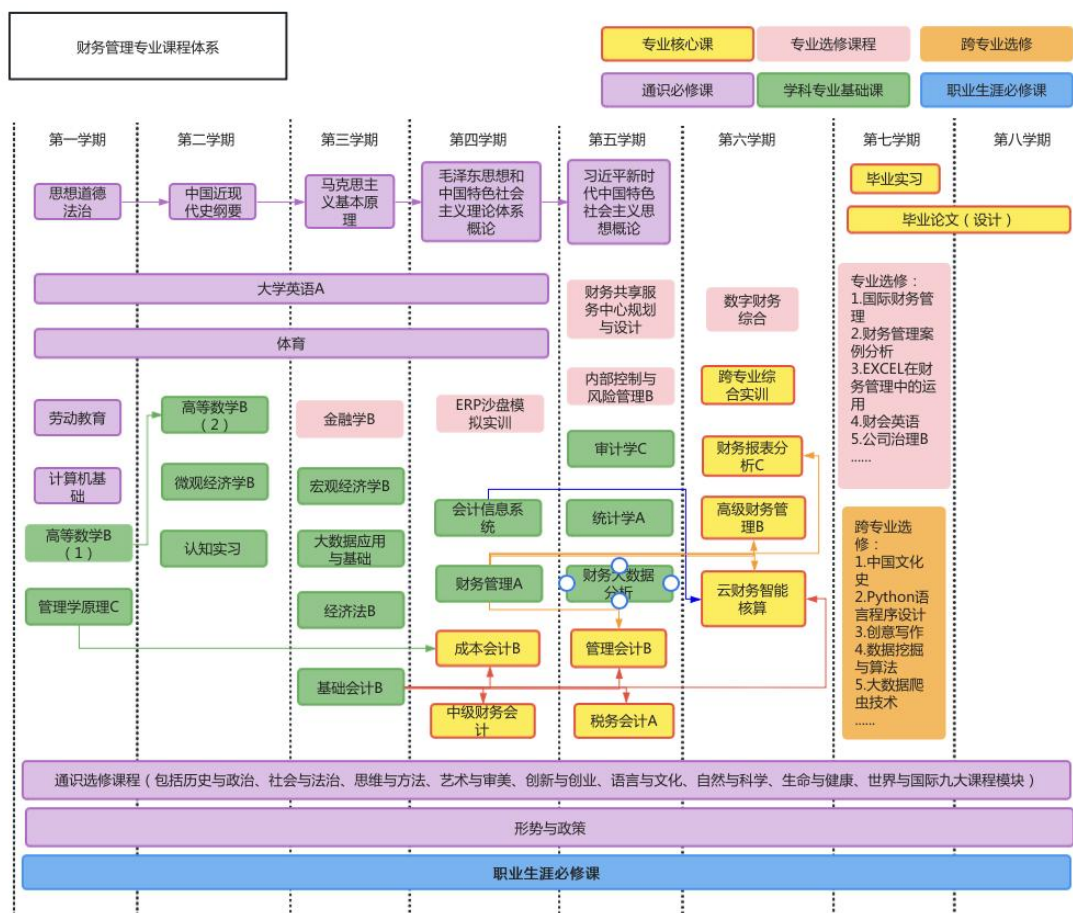 财务管理专业课程体系
专业核心课
专业选修课程
跨专业选修
通识必修课
学科专业基础课
职业生涯必修课
第一学期
第二学期
第三学期
第四学期
第五学期
第六学期
第七学期
第八学期
思想道德
法治
中国近现
代史纲要
马克思主
义基本原
理
毛泽东思想和
中国特色社会
主义理论体系
概论
习近平新时
代中国特色
社会主义思
想概论
毕业实习
毕业论文（设计）
大学英语A
体育
财务共享服
务中心规划
与设计
数字财务
综合
专业选修：
1.国际财务管
理
2.财务管理案
例分析
3.EXCEL在财
务管理中的运
用
4.财会英语
5.公司治理B
......
劳动教育
高等数学B
（2）
金融学B
ERP沙盘模
拟实训
内部控制与
风险管理B
跨专业综
合实训
审计学C
财务报表分
析C
计算机基
础
微观经济学B
宏观经济学B
会计信息系
统
统计学A
高级财务管
理B
高等数学B
（1）
认知实习
大数据应用
与基础
财务管理A
财务大数据
分析
云财务智能
核算
管理学原理C
经济法B
成本会计B
管理会计B
基础会计B
中级财务会
计
税务会计A
跨专业选
修：
1.中国文化
史
2.Python语
言程序设计
3.创意写作
4.数据挖掘
与算法
5.大数据爬
虫技术
......
通识选修课程（包括历史与政治、社会与法治、思维与方法、艺术与审美、创新与创业、语言与文化、自然与科学、生命与健康、世界与国际九大课程模块）
形势与政策
职业生涯必修课